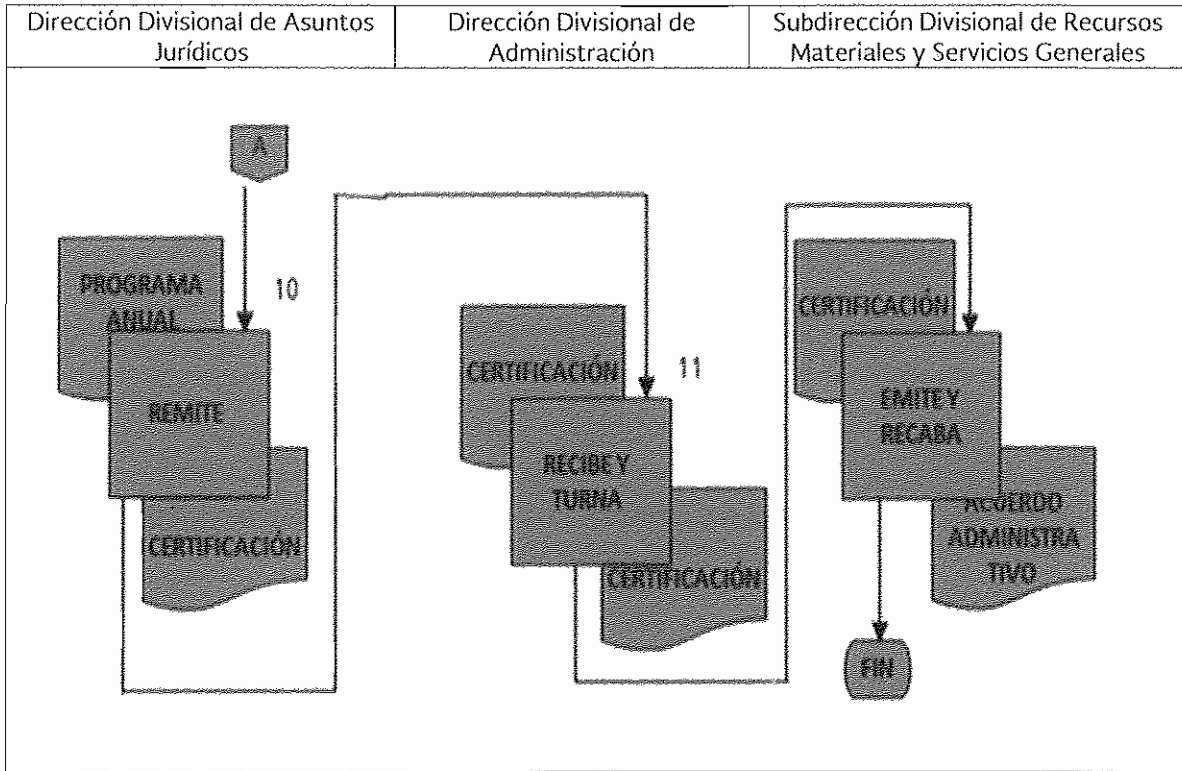 Dirección Divisional de Asuntos
Jurídicos
Dirección Divisional de
Administración
Subdirección Divisional de Recursos
Materiales y Servicios Generales
A
PROGRAMA
ANUAL
10
REMITE
CERTIFICACIÓN
CERTIFICACIÓN
11
RECIBE Y
TURNA
CERTIFICACIÓN
CERTIFICACIÓN
EMITE Y
RECABA
ACUERDO
ADMINISTRA
TIVO
FIN